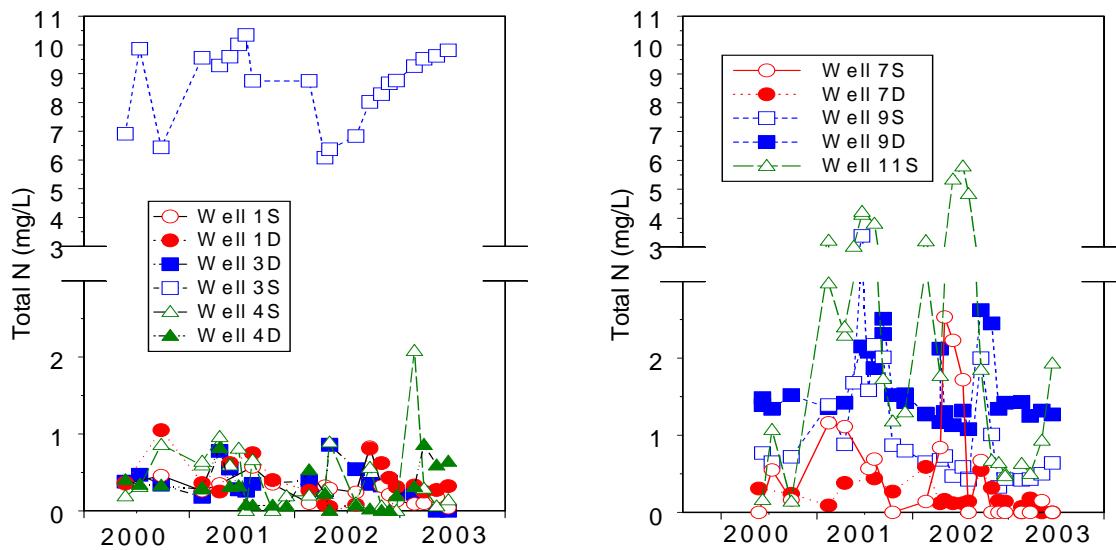 11
10
9
8
7
6
5
4
3
2
1
0
Total N (mg/L)
Well 1S
Well 1D
Well 3D
Well 3S
Well 4S
Well 4D
2000 2001 2002 2003
11
10
9
8
7
6
5
4
3
2
1
0
Total N (mg/L)
Well 7S
Well 7D
Well 9S
Well 9D
Well 11S
2000 2001 2002 2003